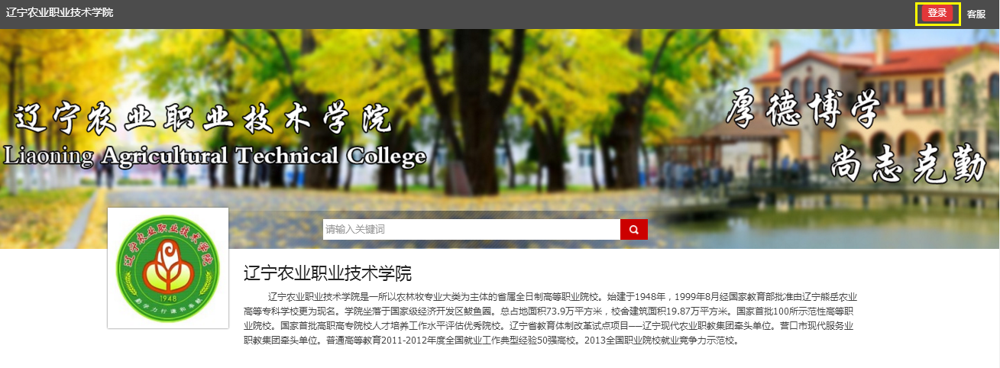 辽宁农业职业技术学院
登录
客服
辽宁农业职业技术学院
厚德博学
Liaoning Agricultural Technical College
尚志克勤
请输入关键词
辽宁农业职业技术学院
1948
勤学力行谦和奉献
辽宁农业职业技术学院
辽宁农业职业技术学院是一所以农林牧专业大类为主体的省属全日制高等职业院校。始建于1948年，1999年8月经国家教育部批准由辽宁熊岳农业
高等专科学校更为现名。学院坐落于国家级经济开发区鲅鱼圈。总占地面积73.9万平方米，校舍建筑面积19.87万平方米。国家首批100所示范性高等职
业院校。国家首批高职高专院校人才培养工作水平评估优秀院校。辽宁省教育体制改革试点项目──辽宁现代农业职教集团牵头单位。营口市现代服务业
职教集团牵头单位。普通高等教育2011-2012年度全国就业工作典型经验50强高校。2013全国职业院校就业竞争力示范校。